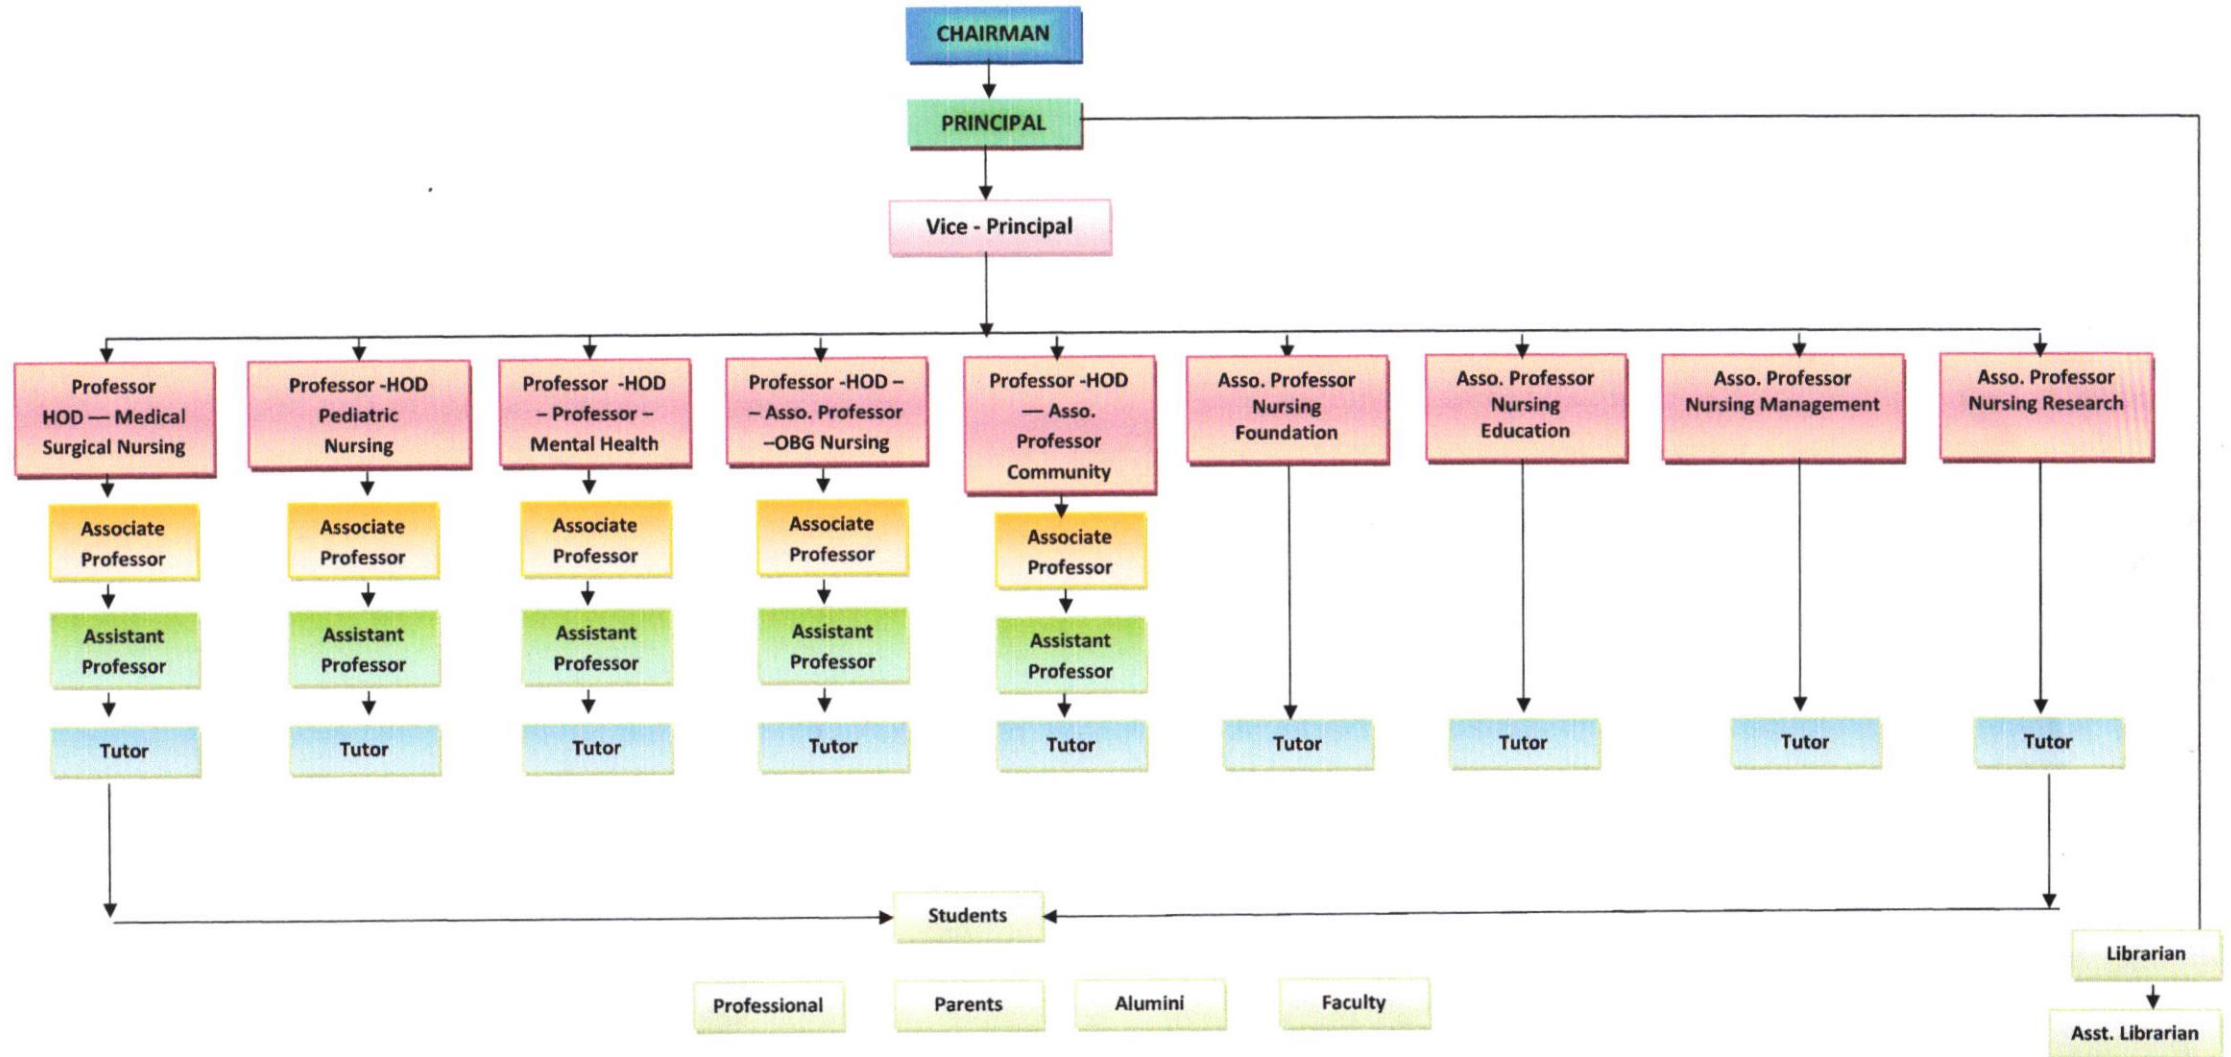 CHAIRMAN
PRINCIPAL
Vice - Principal
Professor
HOD –– Medical
Surgical Nursing
Professor -HOD
Pediatric
Nursing
Professor -HOD
– Professor –
Mental Health
Professor -HOD –
– Asso. Professor
–OBG Nursing
Professor -HOD
–– Asso.
Professor
Community
Asso. Professor
Nursing
Foundation
Asso. Professor
Nursing
Education
Asso. Professor
Nursing Management
Asso. Professor
Nursing Research
Associate
Professor
Associate
Professor
Associate
Professor
Associate
Professor
Associate
Professor
Assistant
Professor
Assistant
Professor
Assistant
Professor
Assistant
Professor
Assistant
Professor
Tutor
Tutor
Tutor
Tutor
Tutor
Tutor
Tutor
Tutor
Tutor
Students
Librarian
Professional
Parents
Alumini
Faculty
Asst. Librarian